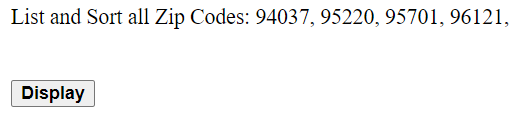 List and Sort all Zip Codes: 94037, 95220, 95701, 96121,
Display